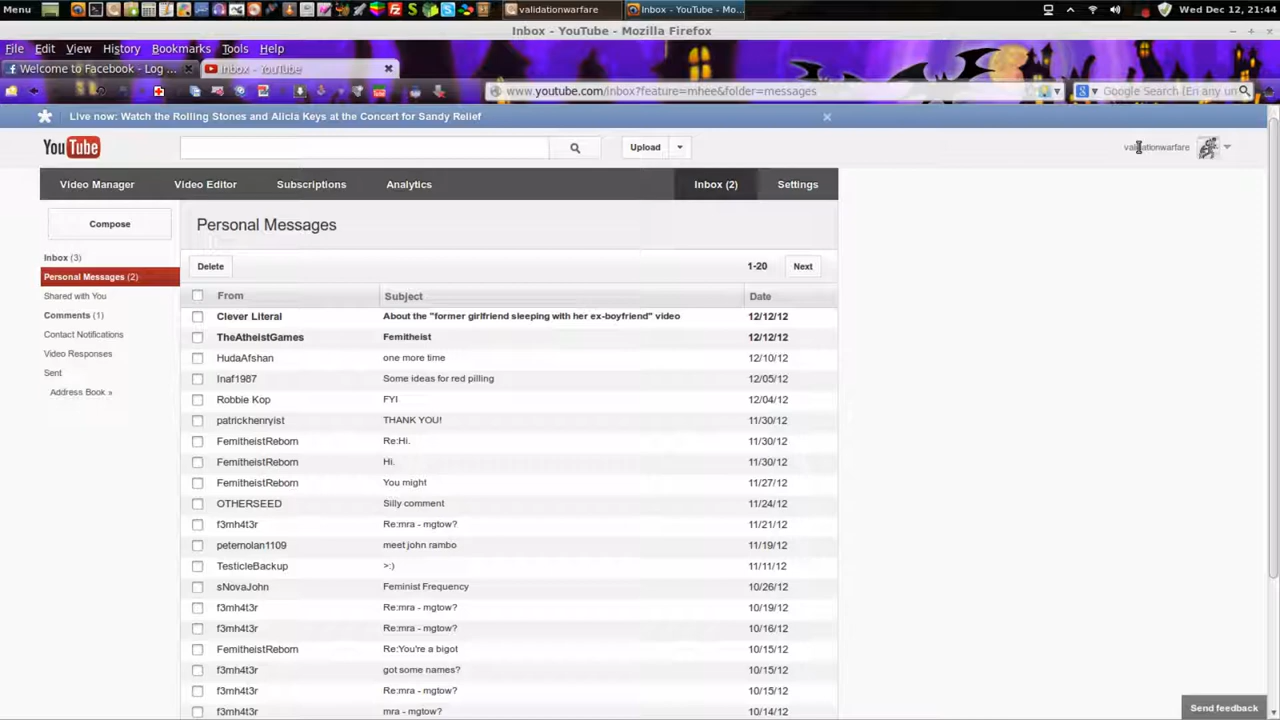 Menu validationwarfare Inbox - YouTube - Mo... Wed Dec 12, 21:44
Inbox - YouTube - Mozilla Firefox
File Edit View History Bookmarks Tools Help
Welcome to Facebook - Log ... Inbox - YouTube
www.youtube.com/inbox?feature=mhee&folder=messages Google Search (Eri any un
Live now: Watch the Rolling Stones and Alicia Keys at the Concert for Sandy Relief
YouTube Upload validationwarfare
Video Manager Video Editor Subscriptions Analytics Inbox (2) Settings
Compose
Personal Messages
Inbox (3)
Personal Messages (2)
Shared with You
Comments (1)
Contact Notifications
Video Responses
Sent
Address Book »
Delete 1-20 Next
From Subject Date
Clever Literal About the "former girlfriend sleeping with her ex-boyfriend" video 12/12/12
TheAtheistGames Femitheist 12/12/12
HudaAfshan one more time 12/10/12
Inaf1987 Some ideas for red pilling 12/05/12
Robbie Kop FYI 12/04/12
patrickhenryist THANK YOU! 11/30/12
FemitheistReborn Re:Hi. 11/30/12
FemitheistReborn Hi. 11/30/12
FemitheistReborn You might 11/27/12
OTHERSEED Silly comment 11/24/12
f3mh4t3r Re:mra - mgtow? 11/21/12
peternolan1109 meet john rambo 11/19/12
TesticleBackup >:) 11/11/12
sNovaJohn Feminist Frequency 10/26/12
f3mh4t3r Re:mra - mgtow? 10/19/12
f3mh4t3r Re:mra - mgtow? 10/16/12
FemitheistReborn Re:You're a bigot 10/15/12
f3mh4t3r got some names? 10/15/12
f3mh4t3r Re:mra - mgtow? 10/15/12
f3mh4t3r mra - mgtow? 10/14/12
Send feedback